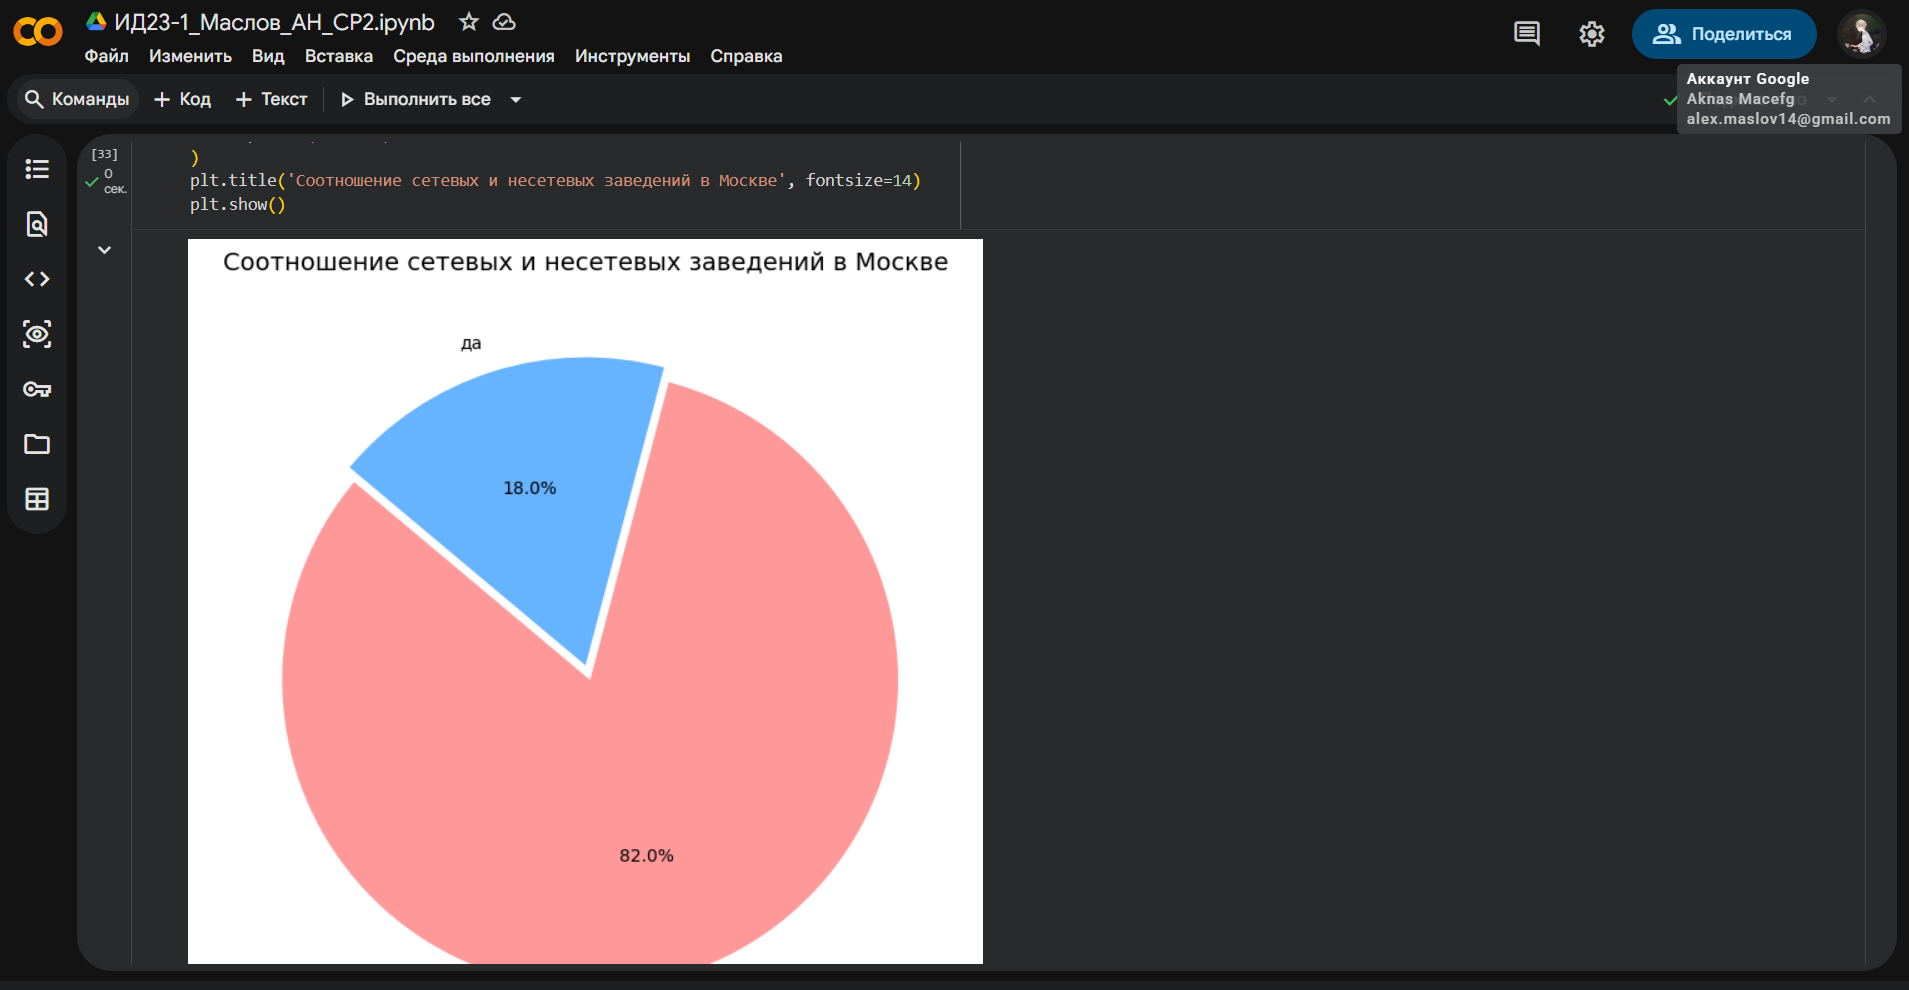 ИД23-1_Маслов_АН_СР2.ipynb
Файл Изменить Вид Вставка Среда выполнения Инструменты Справка
Поделиться
Аккаунт Google
Aknas Macefg
alex.maslov14@gmail.com
Команды + Код + Текст Выполнить все
[33]
0
сек.
)
plt.title('Соотношение сетевых и несетевых заведений в Москве', fontsize=14)
plt.show()
Соотношение сетевых и несетевых заведений в Москве
да
18.0%
82.0%